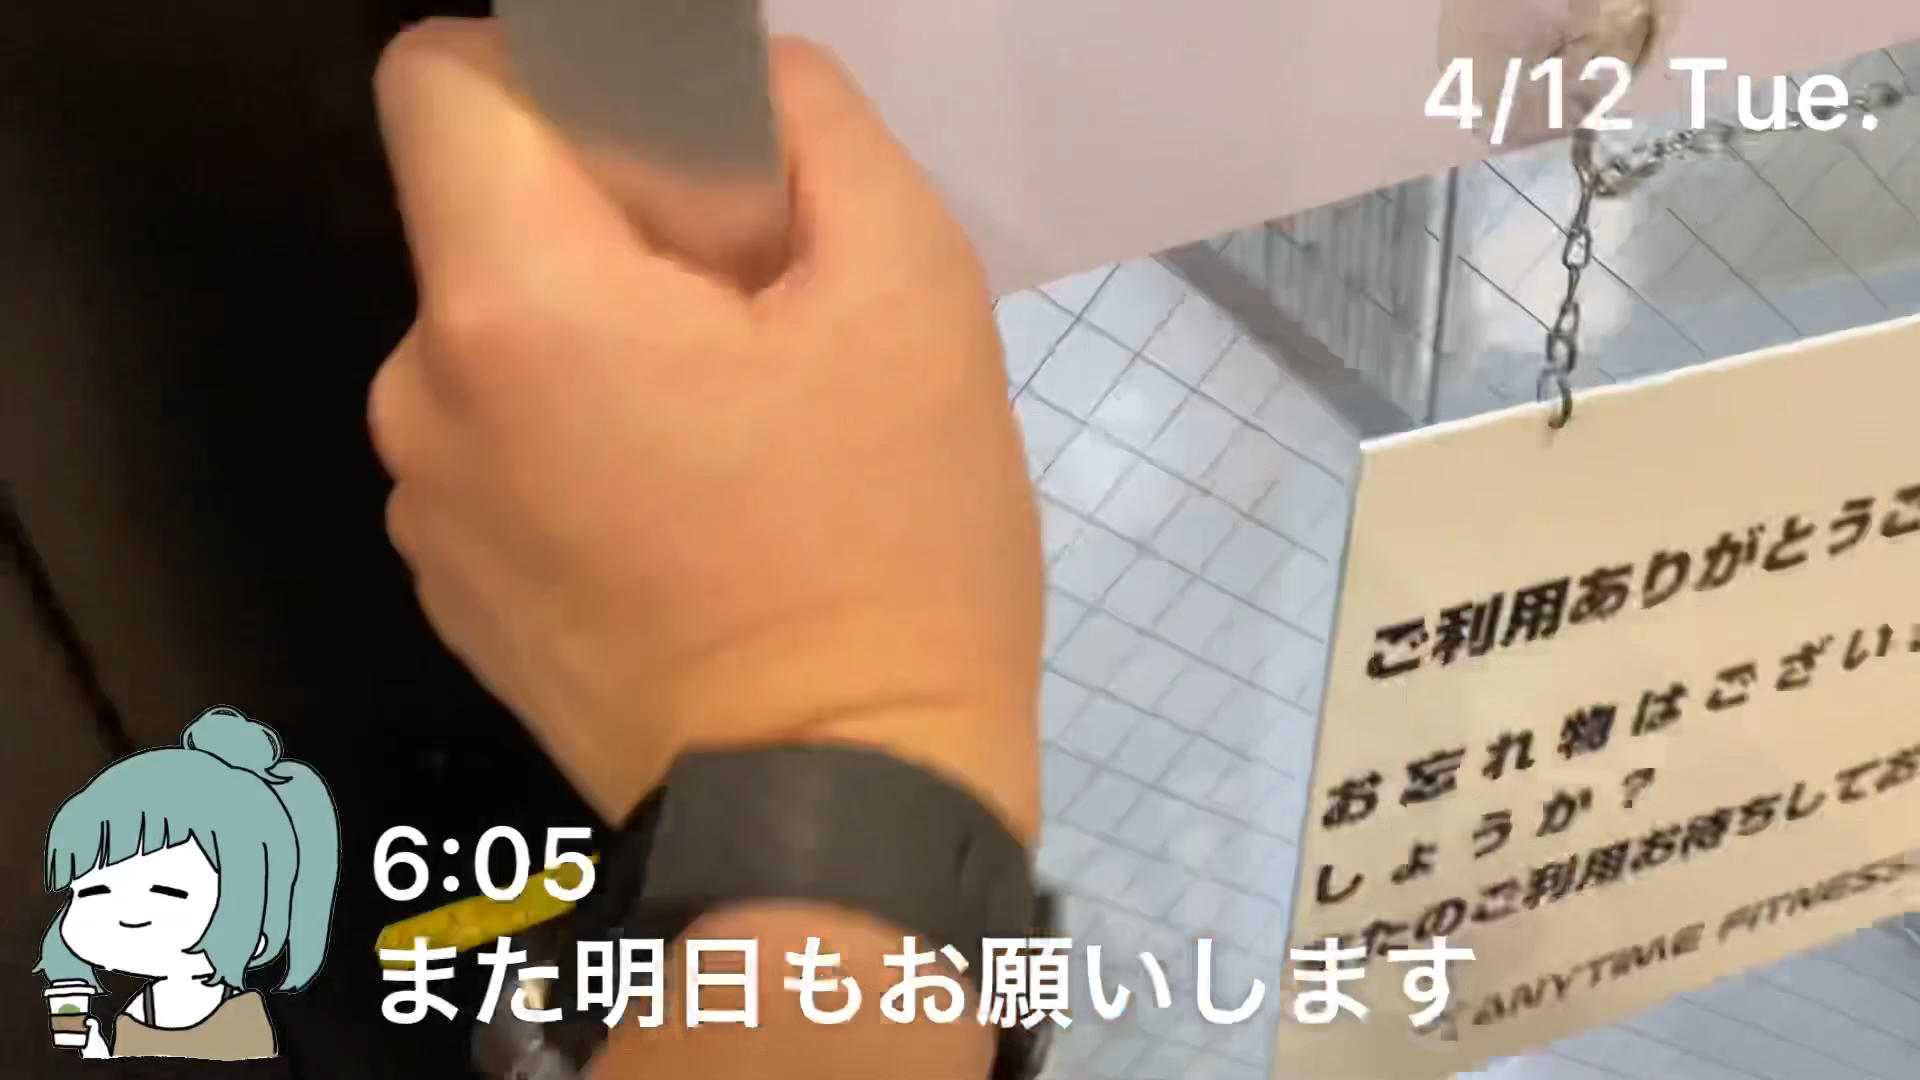 4/12 Tue.
ご利用ありがとうご
お忘れ物はござい
しょうか?
たのご利用お待ちしてお
ANYTIME FITNESS
6:05
また明日もお願いします